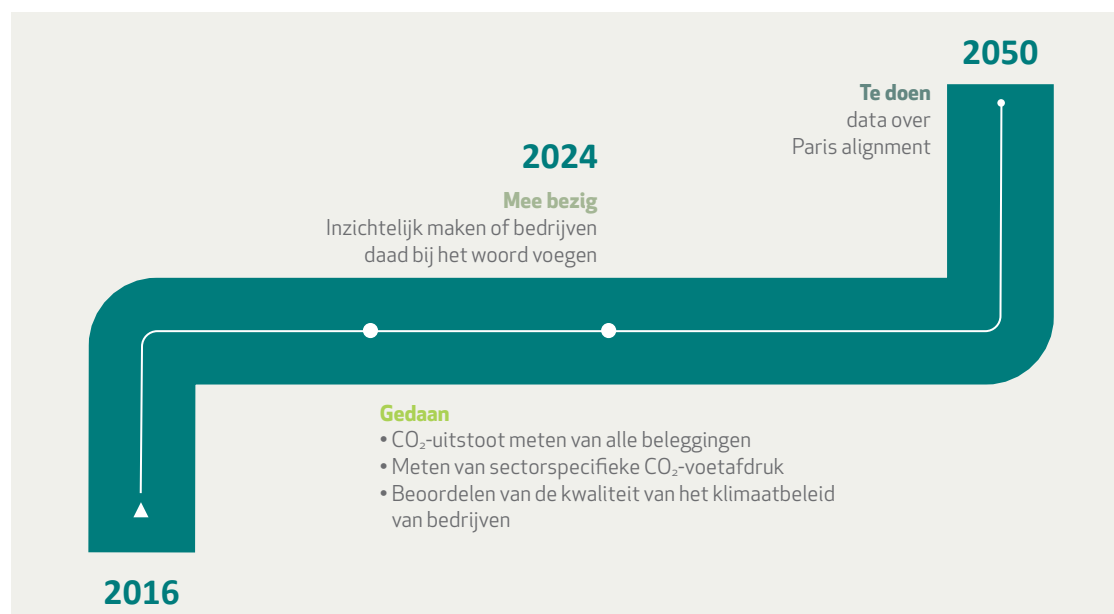 2050
Te doen
data over
Paris alignment
2024
Mee bezig
Inzichtelijk maken of bedrijven
daad bij het woord voegen
Gedaan
• CO₂-uitstoot meten van alle beleggingen
• Meten van sectorspecifieke CO₂-voetafdruk
• Beoordelen van de kwaliteit van het klimaatbeleid
van bedrijven
2016